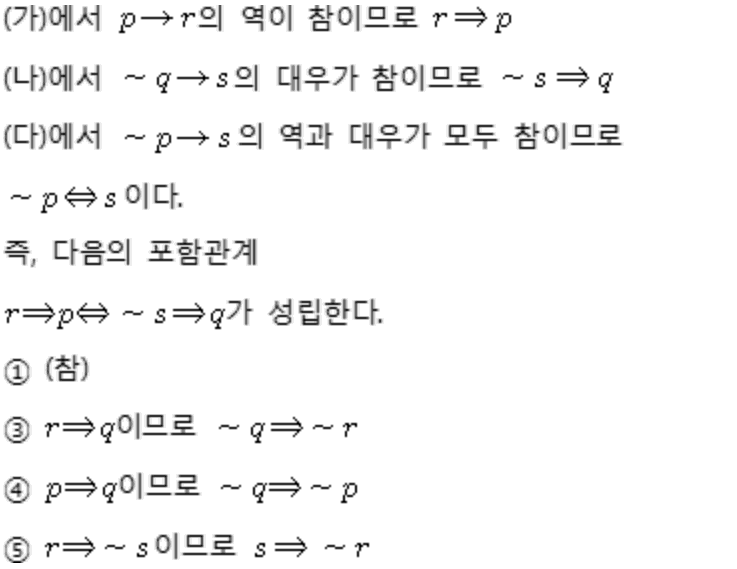 (가)에서 p→r의 역이 참이므로 r⇒p
(나)에서 ~q→s의 대우가 참이므로 ~s⇒q
(다)에서 ~p→s의 역과 대우가 모두 참이므로
~p⇔s이다.
즉, 다음의 포함관계
r⇒p⇔~s⇒q가 성립한다.
① (참)
③ r⇒q이므로 ~q⇒~r
④ p⇒q이므로 ~q⇒~p
⑤ r⇒~s이므로 s⇒~r